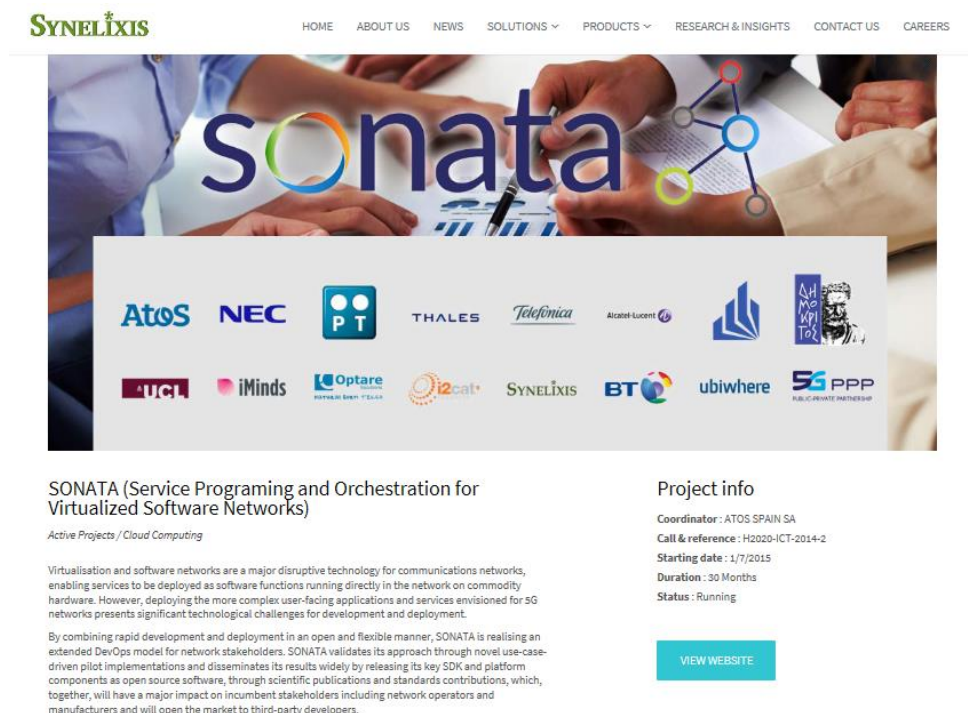 SYNELIXIS
HOME ABOUT US NEWS SOLUTIONS PRODUCTS RESEARCH & INSIGHTS CONTACT US CAREERS
sonata
Atos NEC PT THALES Telefónica Alcatel-Lucent ΔΗΜΟΚΡΙΤΟΣ
UCL iMinds Optare i2cat SYNELIXIS BT ubiwhere 5G PPP
PUBLIC-PRIVATE PARTNERSHIP
SONATA (Service Programing and Orchestration for
Virtualized Software Networks)
Active Projects / Cloud Computing
Virtualisation and software networks are a major disruptive technology for communications networks,
enabling services to be deployed as software functions running directly in the network on commodity
hardware. However, deploying the more complex user-facing applications and services envisioned for 5G
networks presents significant technological challenges for development and deployment.
By combining rapid development and deployment in an open and flexible manner, SONATA is realising an
extended DevOps model for network stakeholders. SONATA validates its approach through novel use-case-
driven pilot implementations and disseminates its results widely by releasing its key SDK and platform
components as open source software, through scientific publications and standards contributions, which,
together, will have a major impact on incumbent stakeholders including network operators and
manufacturers and will open the market to third-party developers.
Project info
Coordinator : ATOS SPAIN SA
Call & reference : H2020-ICT-2014-2
Starting date : 1/7/2015
Duration : 30 Months
Status : Running
VIEW WEBSITE